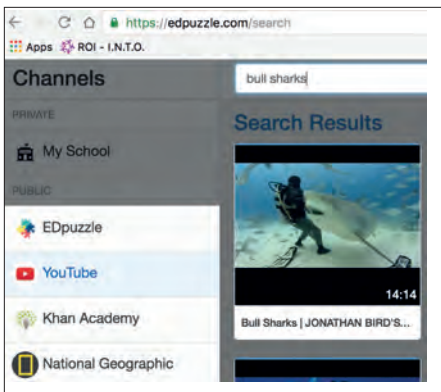 https://edpuzzle.com/search
Apps ROI - I.N.T.O.
Channels
bull sharks
PRIVATE
Search Results
My School
PUBLIC
EDpuzzle
YouTube
14:14
Bull Sharks | JONATHAN BIRD'S...
Khan Academy
National Geographic